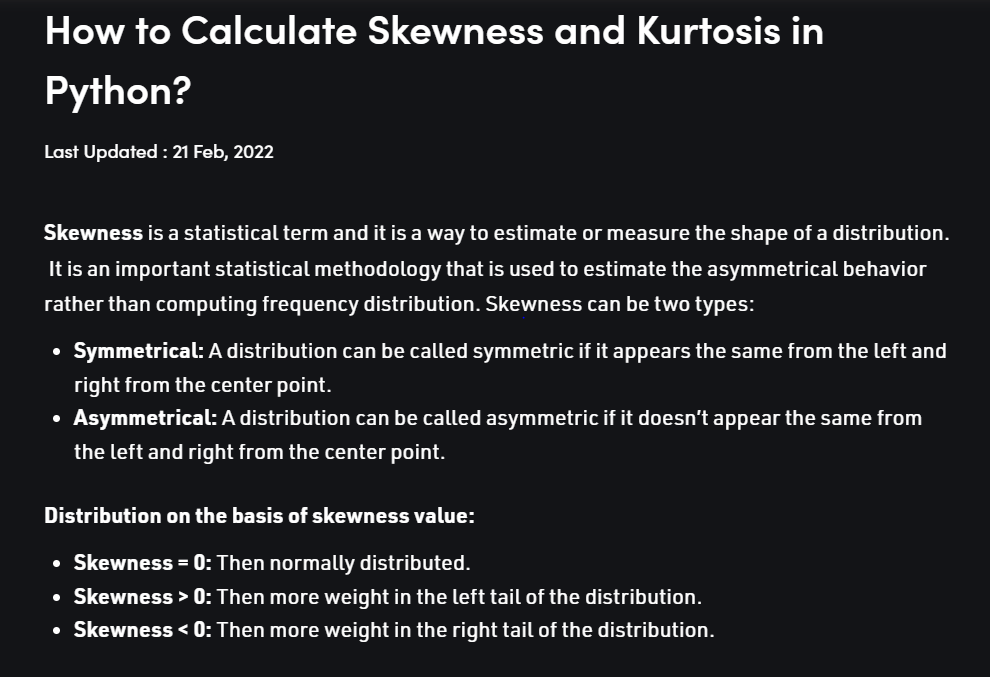 How to Calculate Skewness and Kurtosis in
Python?
Last Updated : 21 Feb, 2022
Skewness is a statistical term and it is a way to estimate or measure the shape of a distribution.
It is an important statistical methodology that is used to estimate the asymmetrical behavior
rather than computing frequency distribution. Skewness can be two types:
• Symmetrical: A distribution can be called symmetric if it appears the same from the left and
right from the center point.
• Asymmetrical: A distribution can be called asymmetric if it doesn’t appear the same from
the left and right from the center point.
Distribution on the basis of skewness value:
• Skewness = 0: Then normally distributed.
• Skewness > 0: Then more weight in the left tail of the distribution.
• Skewness < 0: Then more weight in the right tail of the distribution.